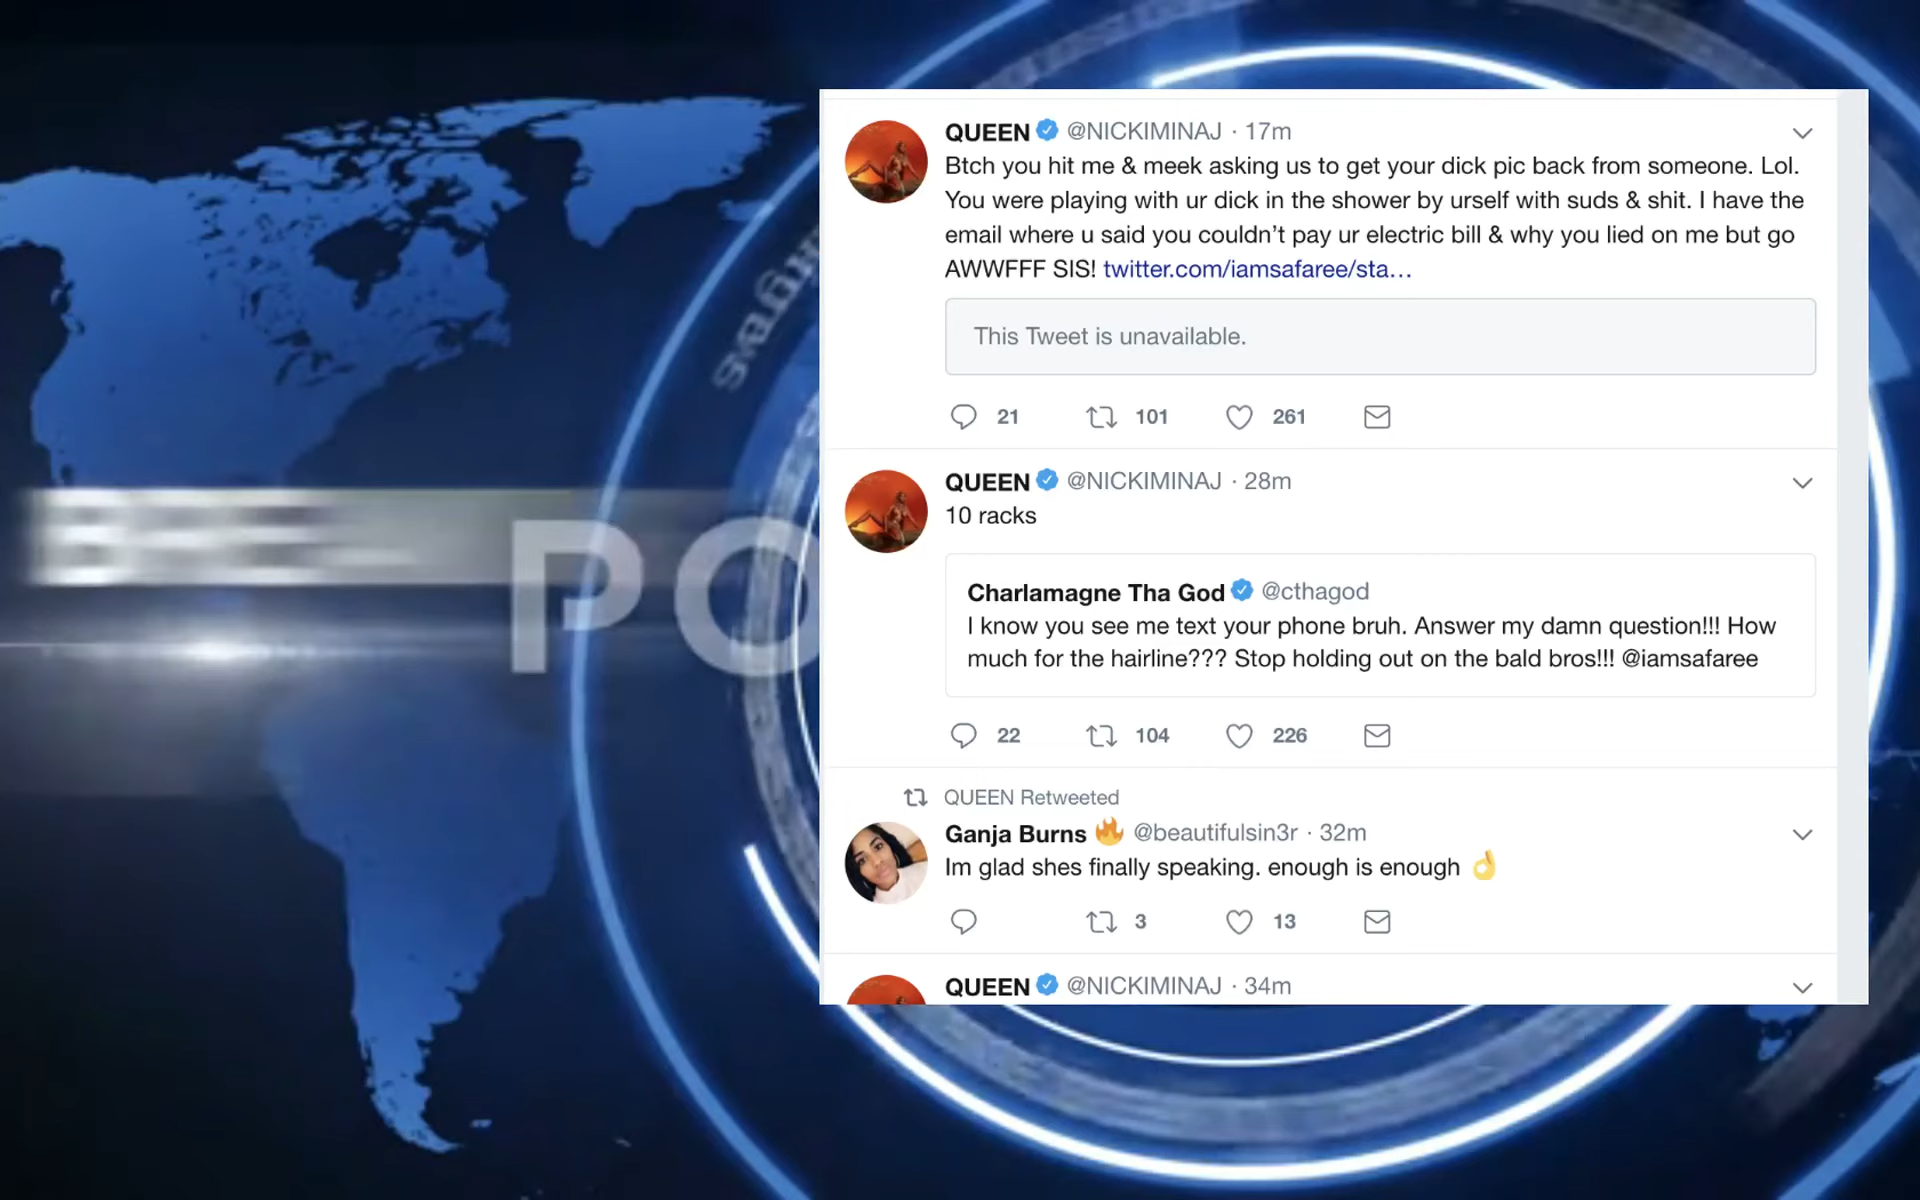 QUEEN @NICKIMINAJ · 17m
Btch you hit me & meek asking us to get your dick pic back from someone. Lol.
You were playing with ur dick in the shower by urself with suds & shit. I have the
email where u said you couldn’t pay ur electric bill & why you lied on me but go
AWWFFF SIS! twitter.com/iamsafaree/sta…
This Tweet is unavailable.
21 101 261
QUEEN @NICKIMINAJ · 28m
10 racks
Charlamagne Tha God @cthagod
I know you see me text your phone bruh. Answer my damn question!!! How
much for the hairline??? Stop holding out on the bald bros!!! @iamsafaree
22 104 226
QUEEN Retweeted
Ganja Burns 🔥 @beautifulsin3r · 32m
Im glad shes finally speaking. enough is enough 👌
3 13
QUEEN @NICKIMINAJ · 34m
PO